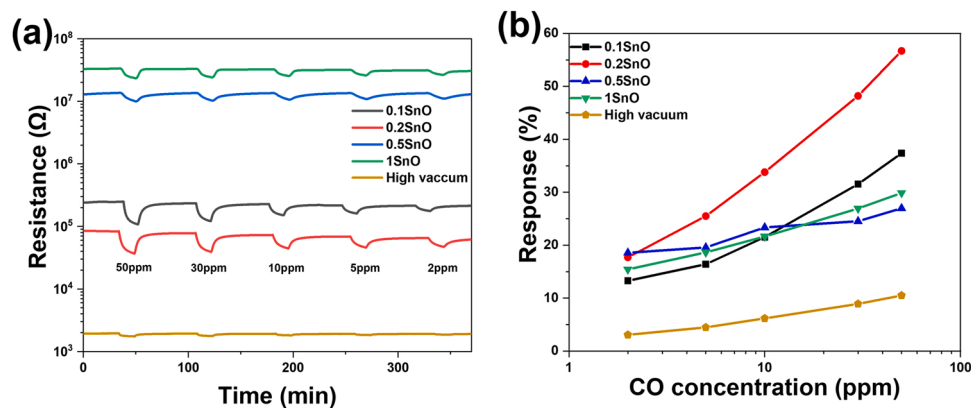 (a)
10⁸
10⁷
10⁶
10⁵
10⁴
10³
Resistance (Ω)
0.1SnO
0.2SnO
0.5SnO
1SnO
High vaccum
50ppm
30ppm
10ppm
5ppm
2ppm
0
100
200
300
Time (min)
(b)
60
50
40
30
20
10
0
Response (%)
0.1SnO
0.2SnO
0.5SnO
1SnO
High vacuum
1
10
100
CO concentration (ppm)